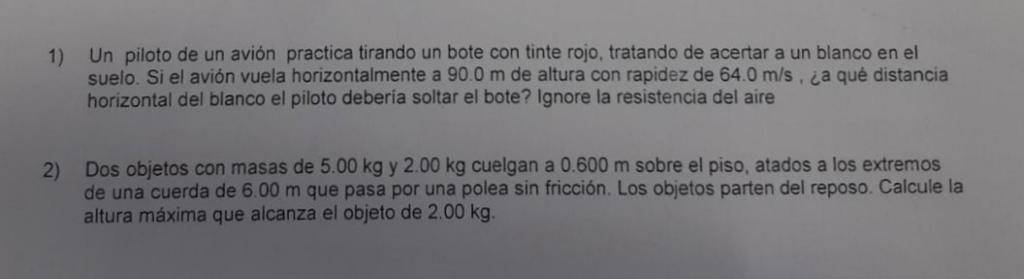 1) Un piloto de un avión practica tirando un bote con tinte rojo, tratando de acertar a un blanco en el
suelo. Si el avión vuela horizontalmente a 90.0 m de altura con rapidez de 64.0 m/s , ¿a qué distancia
horizontal del blanco el piloto debería soltar el bote? Ignore la resistencia del aire
2) Dos objetos con masas de 5.00 kg y 2.00 kg cuelgan a 0.600 m sobre el piso, atados a los extremos
de una cuerda de 6.00 m que pasa por una polea sin fricción. Los objetos parten del reposo. Calcule la
altura máxima que alcanza el objeto de 2.00 kg.